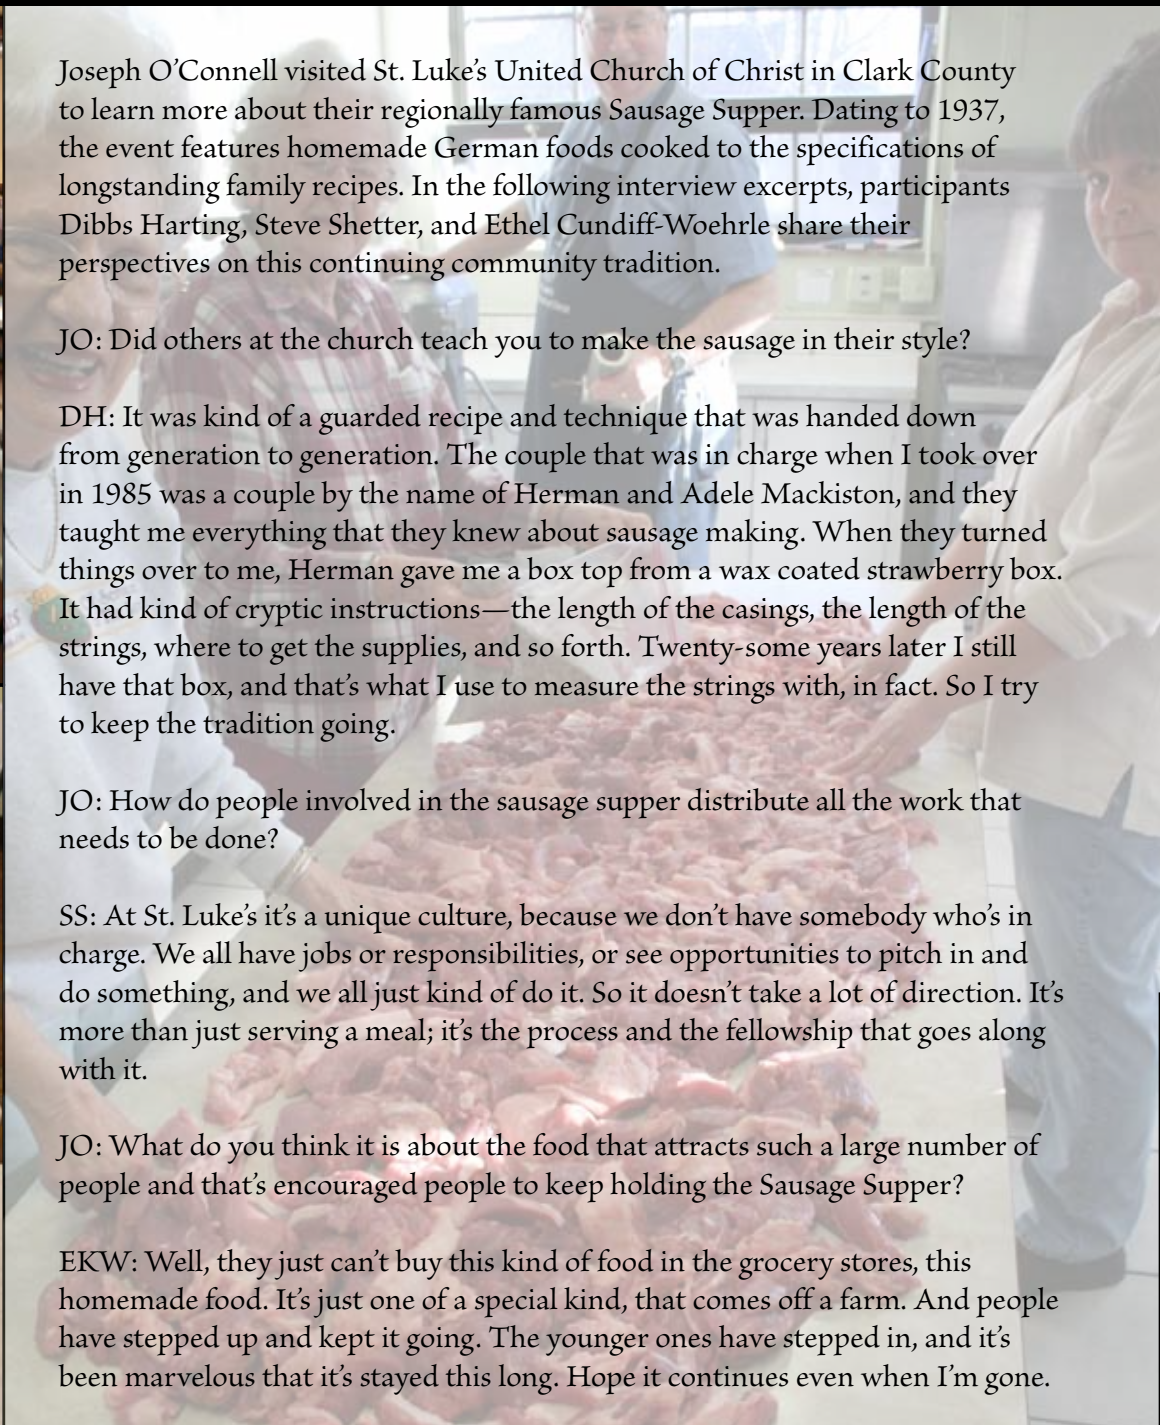 Joseph O’Connell visited St. Luke’s United Church of Christ in Clark County
to learn more about their regionally famous Sausage Supper. Dating to 1937,
the event features homemade German foods cooked to the specifications of
longstanding family recipes. In the following interview excerpts, participants
Dibbs Harting, Steve Shetter, and Ethel Cundiff-Woehrle share their
perspectives on this continuing community tradition.
JO: Did others at the church teach you to make the sausage in their style?
DH: It was kind of a guarded recipe and technique that was handed down
from generation to generation. The couple that was in charge when I took over
in 1985 was a couple by the name of Herman and Adele Mackiston, and they
taught me everything that they knew about sausage making. When they turned
things over to me, Herman gave me a box top from a wax coated strawberry box.
It had kind of cryptic instructions—the length of the casings, the length of the
strings, where to get the supplies, and so forth. Twenty-some years later I still
have that box, and that’s what I use to measure the strings with, in fact. So I try
to keep the tradition going.
JO: How do people involved in the sausage supper distribute all the work that
needs to be done?
SS: At St. Luke’s it’s a unique culture, because we don’t have somebody who’s in
charge. We all have jobs or responsibilities, or see opportunities to pitch in and
do something, and we all just kind of do it. So it doesn’t take a lot of direction. It’s
more than just serving a meal; it’s the process and the fellowship that goes along
with it.
JO: What do you think it is about the food that attracts such a large number of
people and that’s encouraged people to keep holding the Sausage Supper?
EKW: Well, they just can’t buy this kind of food in the grocery stores, this
homemade food. It’s just one of a special kind, that comes off a farm. And people
have stepped up and kept it going. The younger ones have stepped in, and it’s
been marvelous that it’s stayed this long. Hope it continues even when I’m gone.